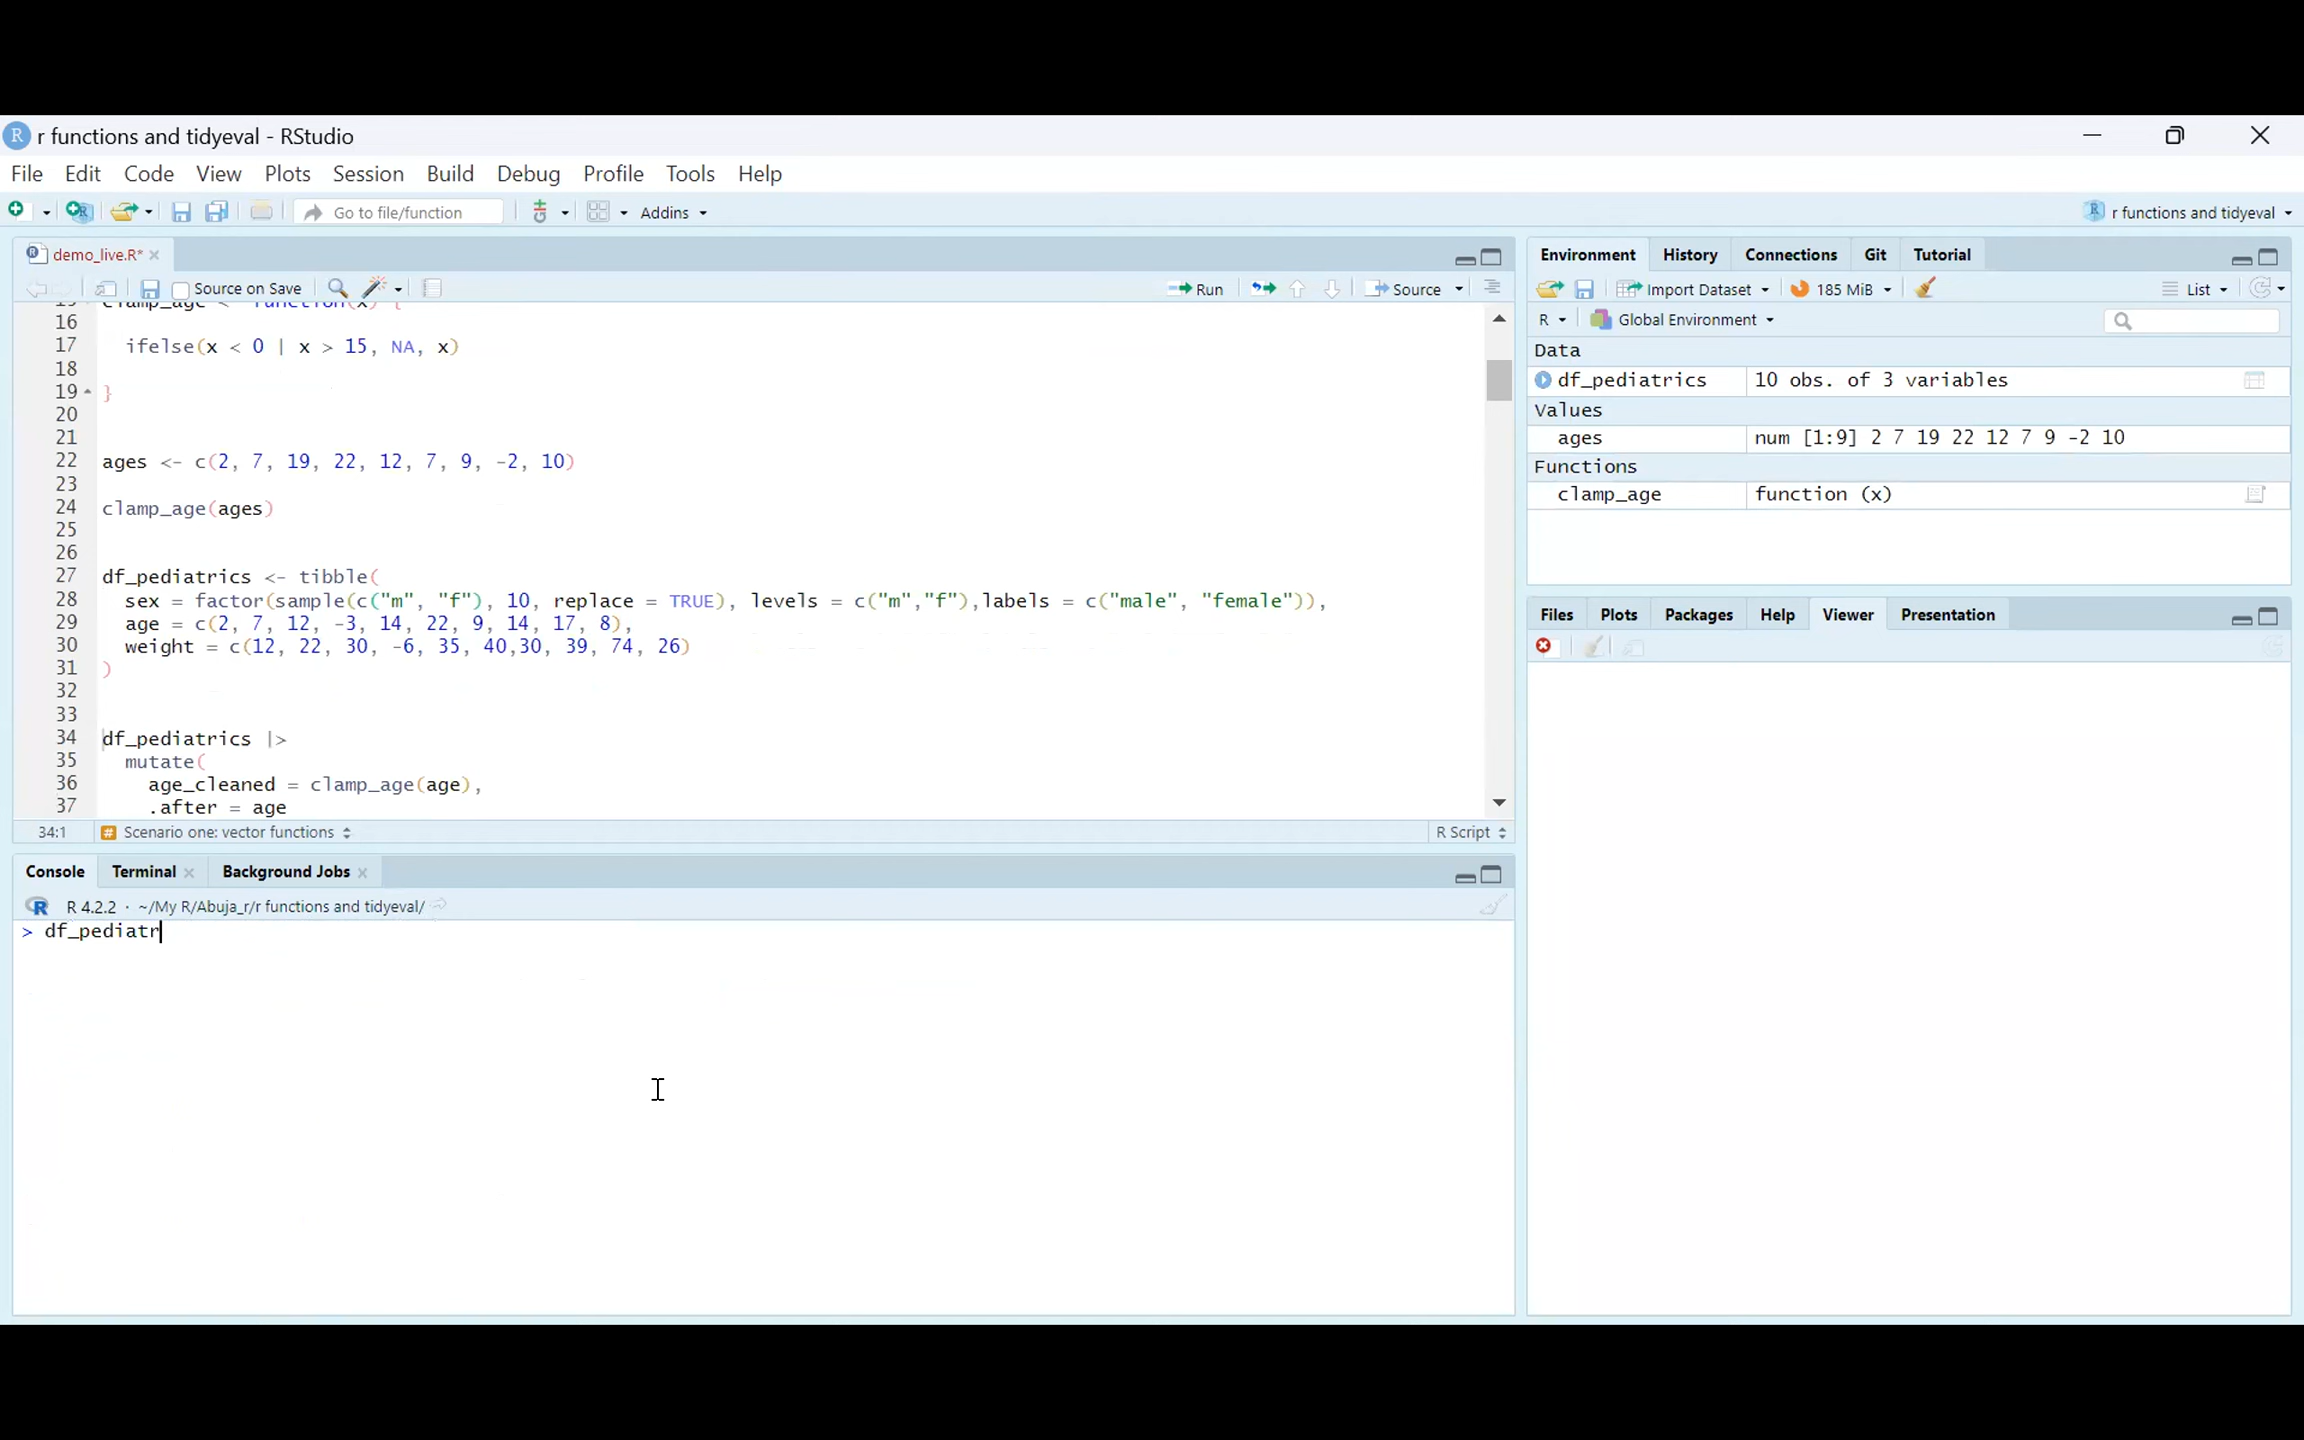 r functions and tidyeval - RStudio
File Edit Code View Plots Session Build Debug Profile Tools Help
Go to file/function Addins r functions and tidyeval
demo_live.R*
Source on Save Run Source
16
17 ifelse(x < 0 | x > 15, NA, x)
18
19 }
20
21
22 ages <- c(2, 7, 19, 22, 12, 7, 9, -2, 10)
23
24 clamp_age(ages)
25
26
27 df_pediatrics <- tibble(
28 sex = factor(sample(c("m", "f"), 10, replace = TRUE), levels = c("m","f"),labels = c("male", "female")),
29 age = c(2, 7, 12, -3, 14, 22, 9, 14, 17, 8),
30 weight = c(12, 22, 30, -6, 35, 40,30, 39, 74, 26)
31 )
32
33
34 df_pediatrics |>
35 mutate(
36 age_cleaned = clamp_age(age),
37 .after = age
34:1 # Scenario one: vector functions R Script
Console Terminal Background Jobs
R 4.2.2 · ~/My R/Abuja_r/r functions and tidyeval/
> df_pediatr
Environment History Connections Git Tutorial
Import Dataset 185 MiB List
R Global Environment
Data
df_pediatrics 10 obs. of 3 variables
Values
ages num [1:9] 2 7 19 22 12 7 9 -2 10
Functions
clamp_age function (x)
Files Plots Packages Help Viewer Presentation